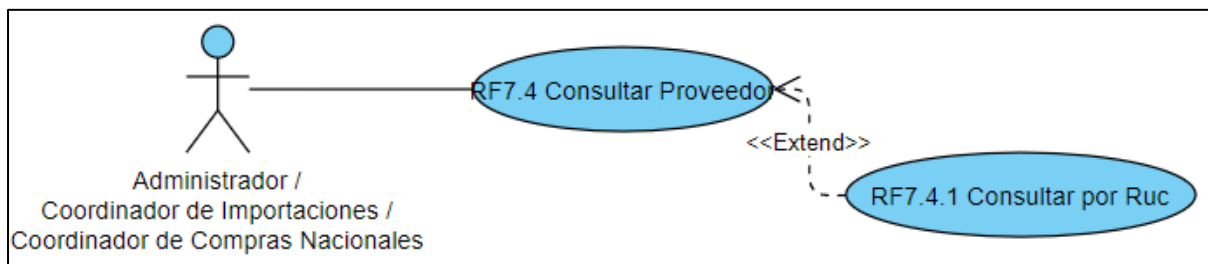 RF7.4 Consultar Proveedor
<<Extend>>
RF7.4.1 Consultar por Ruc
Administrador /
Coordinador de Importaciones /
Coordinador de Compras Nacionales